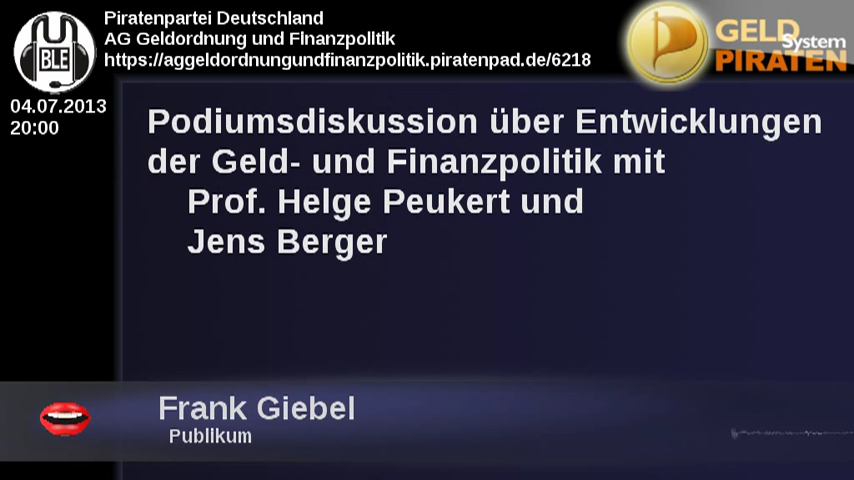 Piratenpartei Deutschland
AG Geldordnung und Finanzpolitik
https://aggeldordnungundfinanzpolitik.piratenpad.de/6218
BLE
GELD
System
PIRATEN
04.07.2013
20:00
Podiumsdiskussion über Entwicklungen
der Geld- und Finanzpolitik mit
Prof. Helge Peukert und
Jens Berger
Frank Giebel
Publikum